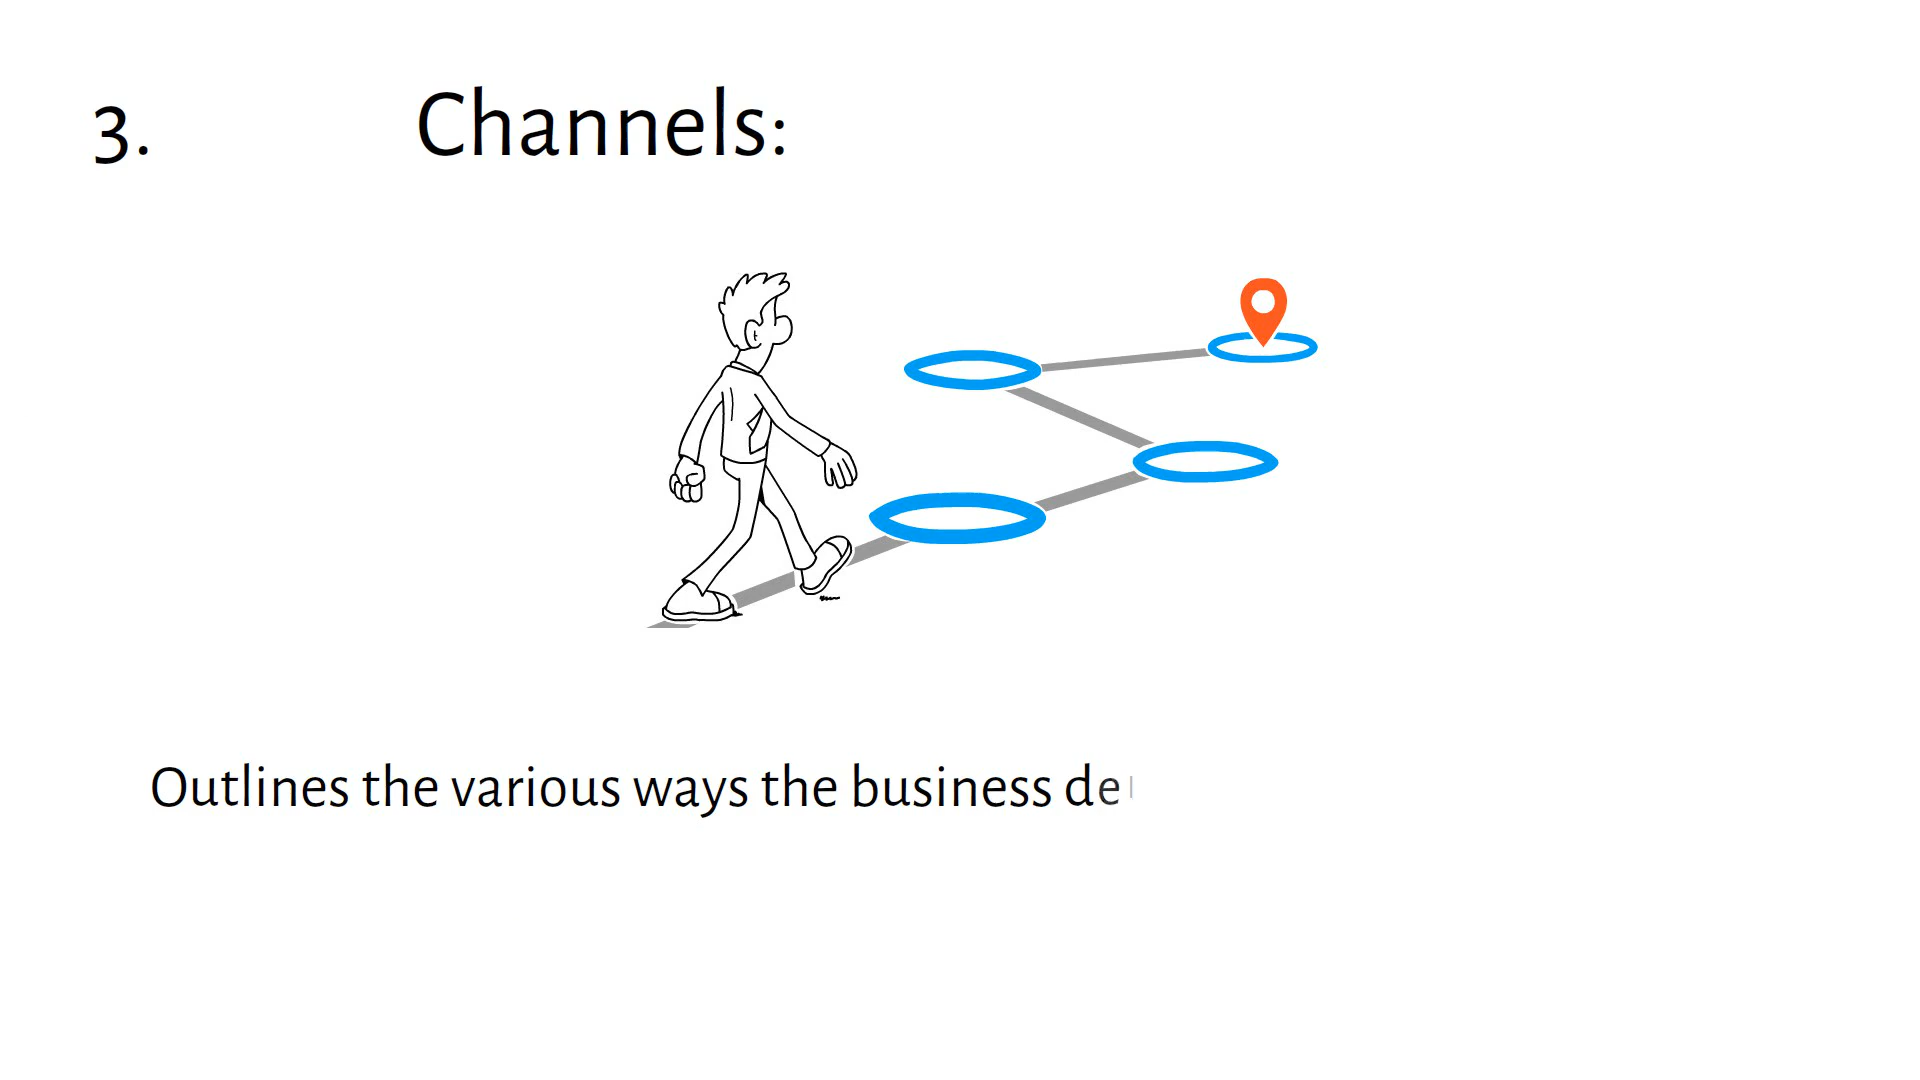 3. Channels:
Outlines the various ways the business de